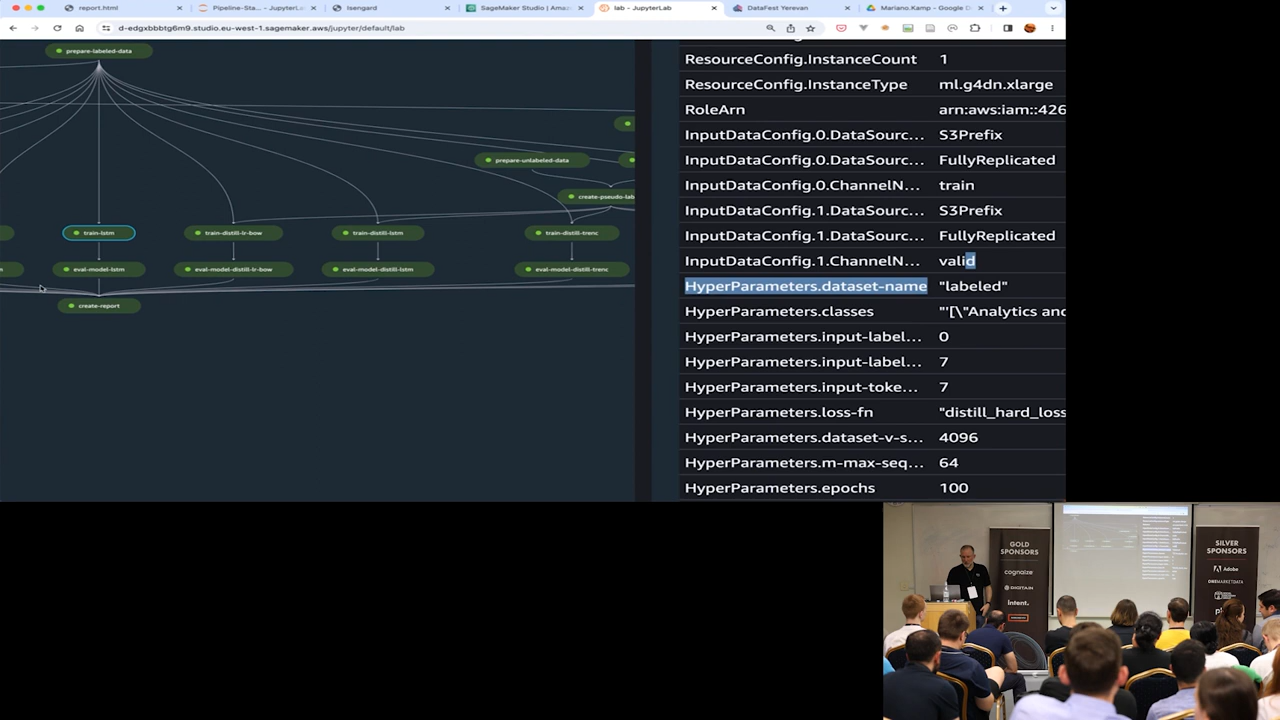 report.html
Pipeline-Sta... - JupyterLa
Isengard
SageMaker Studio | Amaz
lab - JupyterLab
DataFest Yerevan
Mariano.Kamp - Google D
d-edgxbbbtg6m9.studio.eu-west-1.sagemaker.aws/jupyter/default/lab
prepare-labeled-data
prepare-unlabeled-data
create-pseudo-lab
train-lstm
train-distill-lr-bow
train-distill-lstm
train-distill-trenc
m
eval-model-lstm
eval-model-distill-lr-bow
eval-model-distill-lstm
eval-model-distill-trenc
create-report
ResourceConfig.InstanceCount 1
ResourceConfig.InstanceType ml.g4dn.xlarge
RoleArn arn:aws:iam::426
InputDataConfig.0.DataSourc... S3Prefix
InputDataConfig.0.DataSourc... FullyReplicated
InputDataConfig.0.ChannelN... train
InputDataConfig.1.DataSourc... S3Prefix
InputDataConfig.1.DataSourc... FullyReplicated
InputDataConfig.1.ChannelN... valid
HyperParameters.dataset-name "labeled"
HyperParameters.classes "'[\"Analytics and
HyperParameters.input-label... 0
HyperParameters.input-label... 7
HyperParameters.input-toke... 7
HyperParameters.loss-fn "distill_hard_loss
HyperParameters.dataset-v-s... 4096
HyperParameters.m-max-seq... 64
HyperParameters.epochs 100
GOLD
SPONSORS
cognaize
DIGITAIN
intent.
SILVER
SPONSORS
Adobe
ONEMARKETDATA